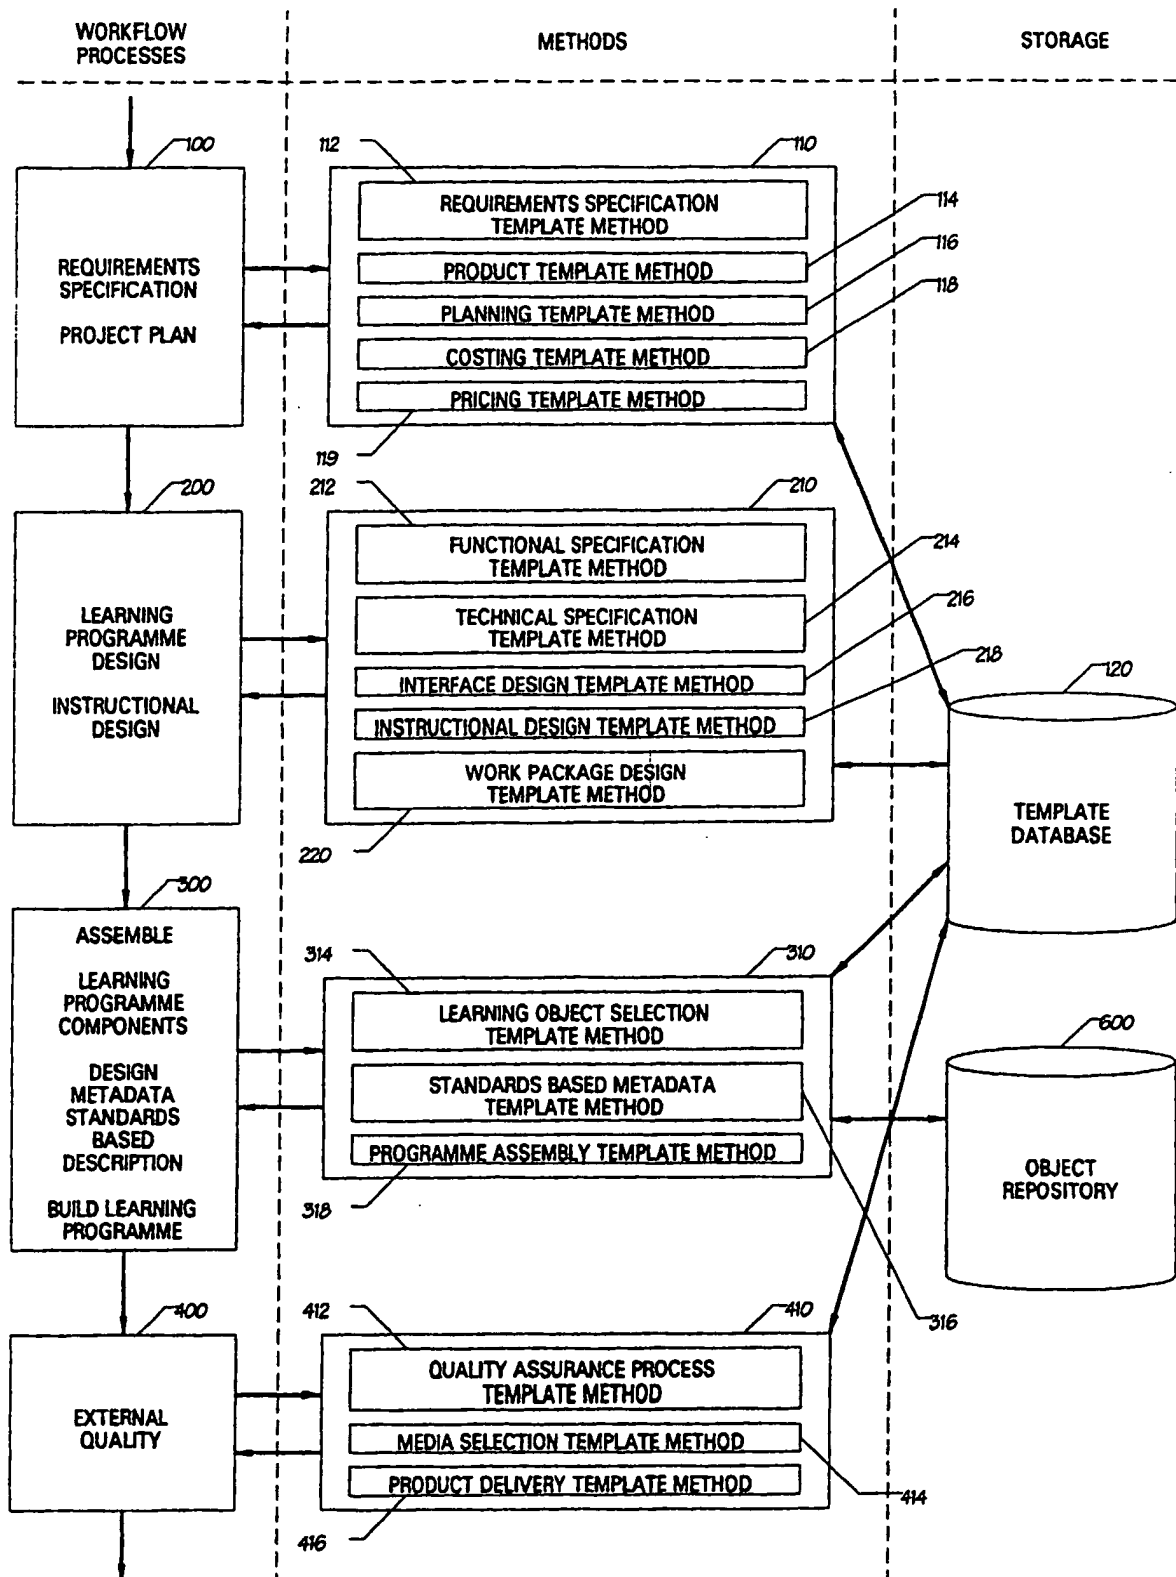 WORKFLOW
PROCESSES
METHODS
STORAGE
100
REQUIREMENTS
SPECIFICATION
PROJECT PLAN
112
110
REQUIREMENTS SPECIFICATION
TEMPLATE METHOD
114
PRODUCT TEMPLATE METHOD
116
PLANNING TEMPLATE METHOD
118
COSTING TEMPLATE METHOD
PRICING TEMPLATE METHOD
119
200
LEARNING
PROGRAMME
DESIGN
INSTRUCTIONAL
DESIGN
212
210
FUNCTIONAL SPECIFICATION
TEMPLATE METHOD
214
TECHNICAL SPECIFICATION
TEMPLATE METHOD
216
INTERFACE DESIGN TEMPLATE METHOD
218
INSTRUCTIONAL DESIGN TEMPLATE METHOD
WORK PACKAGE DESIGN
TEMPLATE METHOD
220
120
TEMPLATE
DATABASE
300
ASSEMBLE
LEARNING
PROGRAMME
COMPONENTS
DESIGN
METADATA
STANDARDS
BASED
DESCRIPTION
BUILD LEARNING
PROGRAMME
314
310
LEARNING OBJECT SELECTION
TEMPLATE METHOD
STANDARDS BASED METADATA
TEMPLATE METHOD
PROGRAMME ASSEMBLY TEMPLATE METHOD
318
316
600
OBJECT
REPOSITORY
400
EXTERNAL
QUALITY
412
410
QUALITY ASSURANCE PROCESS
TEMPLATE METHOD
MEDIA SELECTION TEMPLATE METHOD
PRODUCT DELIVERY TEMPLATE METHOD
414
416